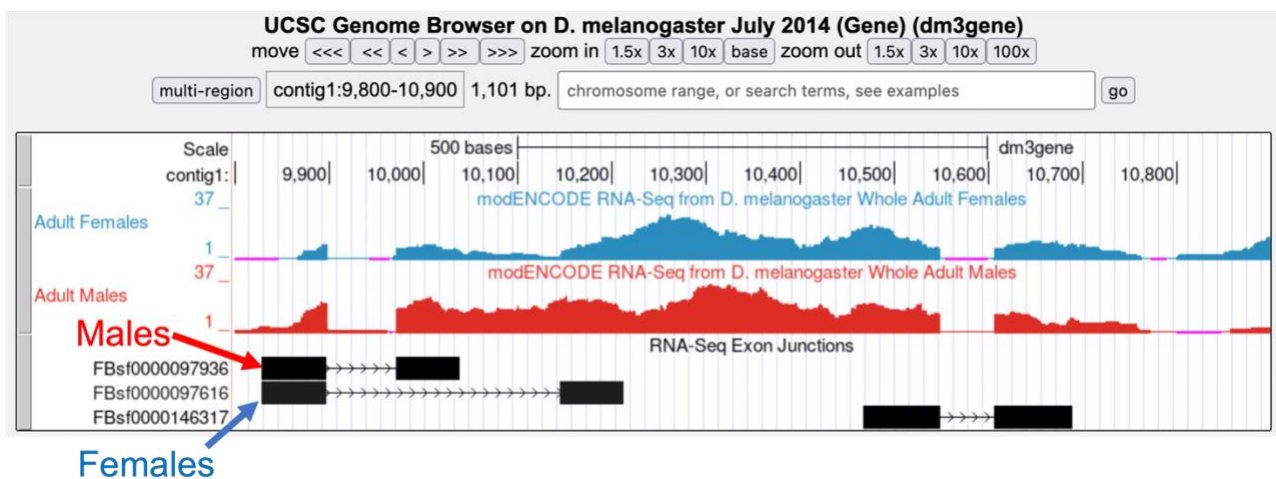 UCSC Genome Browser on D. melanogaster July 2014 (Gene) (dm3gene)
move <<< << < > >> >>> zoom in 1.5x 3x 10x base zoom out 1.5x 3x 10x 100x
multi-region contig1:9,800-10,900 1,101 bp. chromosome range, or search terms, see examples go
Scale 500 bases dm3gene
contig1: 9,900 10,000 10,100 10,200 10,300 10,400 10,500 10,600 10,700 10,800
37 modENCODE RNA-Seq from D. melanogaster Whole Adult Females
Adult Females
1
37 modENCODE RNA-Seq from D. melanogaster Whole Adult Males
Adult Males
1
Males
RNA-Seq Exon Junctions
FBsf0000097936
FBsf0000097616
FBsf0000146317
Females